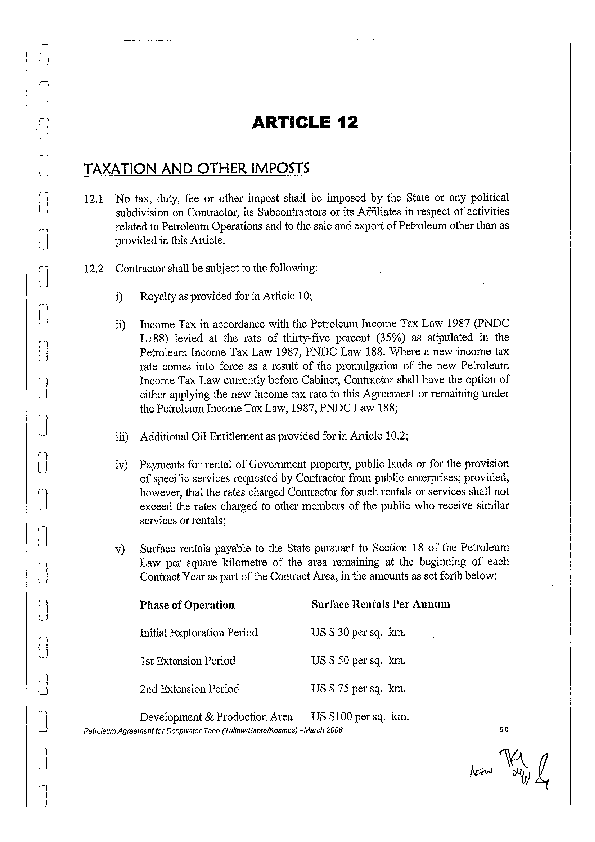 ARTICLE 12
TAXATION AND OTHER IMPOSTS
12.1 No tax, duty, fee or other impost shall be imposed by the State or any political
subdivision on Contractor, its Subcontractors or its Affiliates in respect of activities
related to Petroleum Operations and to the sale and export of Petroleum other than as
provided in this Article.
12.2 Contractor shall be subject to the following:
i) Royalty as provided for in Article 10;
ii) Income Tax in accordance with the Petroleum Income Tax Law 1987 (PNDC
L188) levied at the rate of thirty-five percent (35%) as stipulated in the
Petroleum Income Tax Law 1987, PNDC Law 188. Where a new income tax
rate comes into force as a result of the promulgation of the new Petroleum
Income Tax Law currently before Cabinet, Contractor shall have the option of
either applying the new income tax rate to this Agreement or remaining under
the Petroleum Income Tax Law, 1987, PNDC Law 188;
iii) Additional Oil Entitlement as provided for in Article 10.2;
iv) Payments for rental of Government property, public lands or for the provision
of specific services requested by Contractor from public enterprises; provided,
however, that the rates charged Contractor for such rentals or services shall not
exceed the rates charged to other members of the public who receive similar
services or rentals;
v) Surface rentals payable to the State pursuant to Section 18 of the Petroleum
Law per square kilometre of the area remaining at the beginning of each
Contract Year as part of the Contract Area, in the amounts as set forth below:
Phase of Operation Surface Rentals Per Annum
Initial Exploration Period US $ 30 per sq. km.
1st Extension Period US $ 50 per sq. km.
2nd Extension Period US $ 75 per sq. km.
Development & Production Area US $100 per sq. km.
Petroleum Agreement for Deepwater Tano (Tullow/Sabre/Kosmos) – March 2006